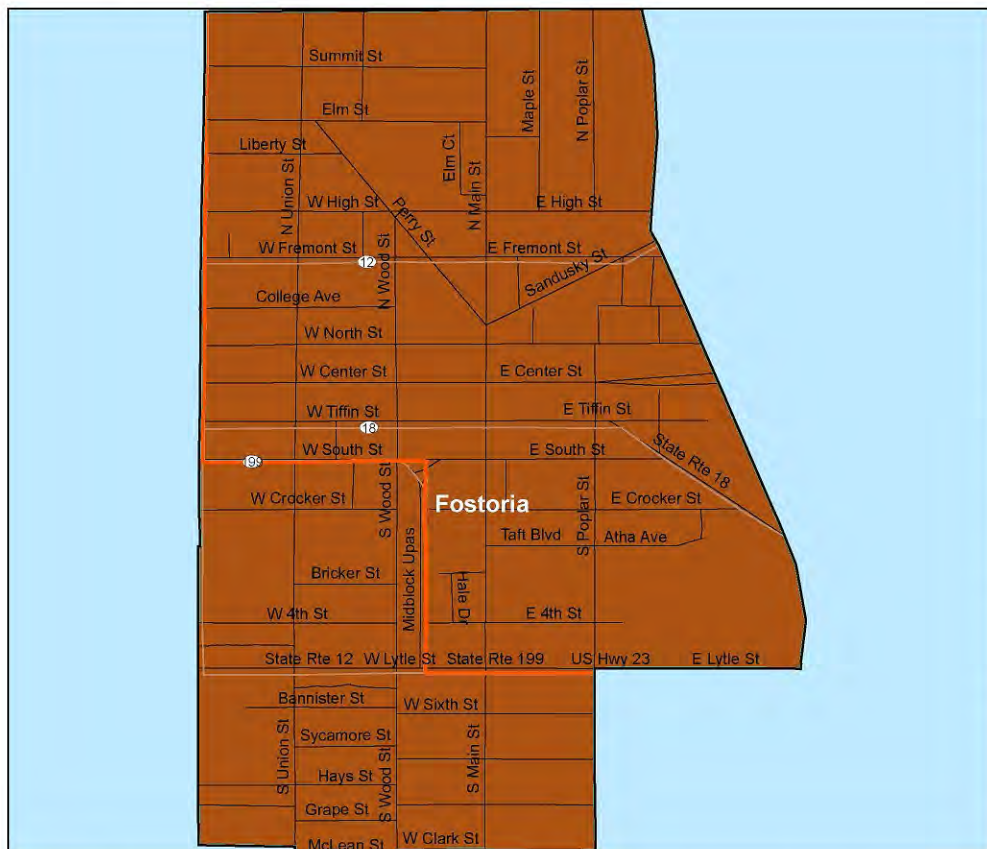 Summit St
Maple St
N Poplar St
Elm St
Liberty St
Elm Ct
N Union St
N Main St
W High St
Perry St
E High St
W Fremont St
N Wood St
E Fremont St
12
Sandusky St
College Ave
W North St
W Center St
E Center St
W Tiffin St
E Tiffin St
18
W South St
E South St
State Rte 18
199
S Wood St
W Crocker St
Fostoria
S Poplar St
E Crocker St
Midblock Upas
Taft Blvd
Atha Ave
Bricker St
Hale Dr
W 4th St
E 4th St
State Rte 12
W Lytle St
State Rte 199
US Hwy 23
E Lytle St
Bannister St
W Sixth St
S Union St
Sycamore St
S Wood St
S Main St
Hays St
Grape St
McLean St
W Clark St